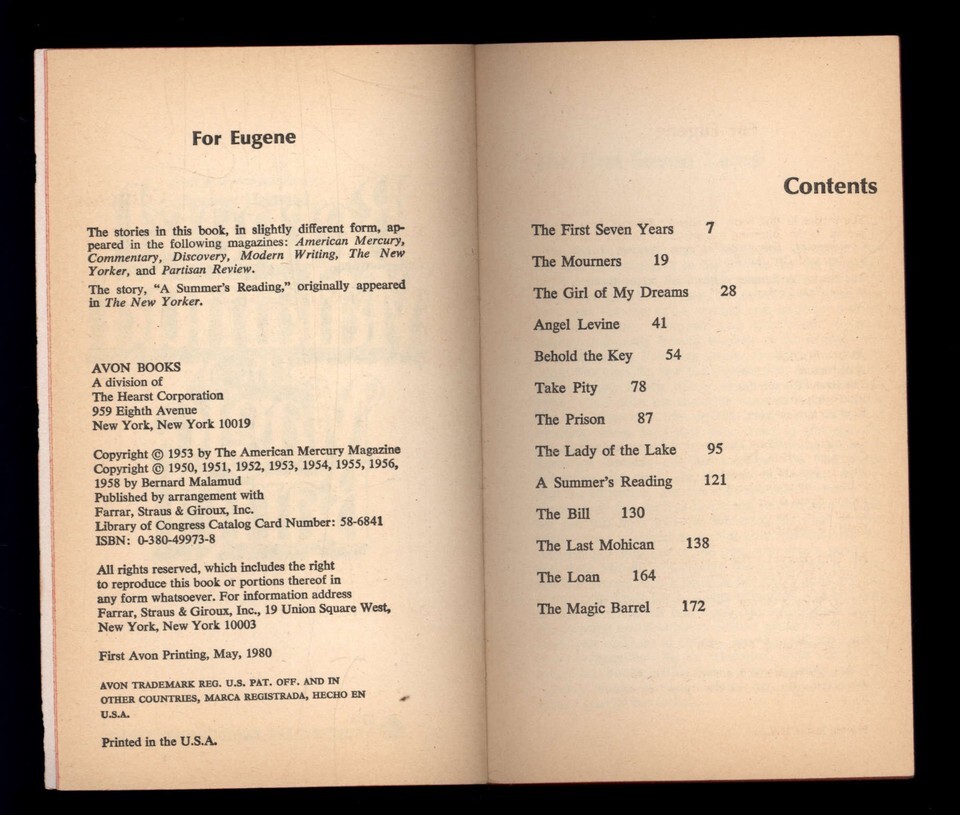 For Eugene
The stories in this book, in slightly different form, ap-
peared in the following magazines: American Mercury,
Commentary, Discovery, Modern Writing, The New
Yorker, and Partisan Review.
The story, “A Summer’s Reading,” originally appeared
in The New Yorker.
AVON BOOKS
A division of
The Hearst Corporation
959 Eighth Avenue
New York, New York 10019
Copyright © 1953 by The American Mercury Magazine
Copyright © 1950, 1951, 1952, 1953, 1954, 1955, 1956,
1958 by Bernard Malamud
Published by arrangement with
Farrar, Straus & Giroux, Inc.
Library of Congress Catalog Card Number: 58-6841
ISBN: 0-380-49973-8
All rights reserved, which includes the right
to reproduce this book or portions thereof in
any form whatsoever. For information address
Farrar, Straus & Giroux, Inc., 19 Union Square West,
New York, New York 10003
First Avon Printing, May, 1980
AVON TRADEMARK REG. U.S. PAT. OFF. AND IN
OTHER COUNTRIES, MARCA REGISTRADA, HECHO EN
U.S.A.
Printed in the U.S.A.
Contents
The First Seven Years 7
The Mourners 19
The Girl of My Dreams 28
Angel Levine 41
Behold the Key 54
Take Pity 78
The Prison 87
The Lady of the Lake 95
A Summer’s Reading 121
The Bill 130
The Last Mohican 138
The Loan 164
The Magic Barrel 172